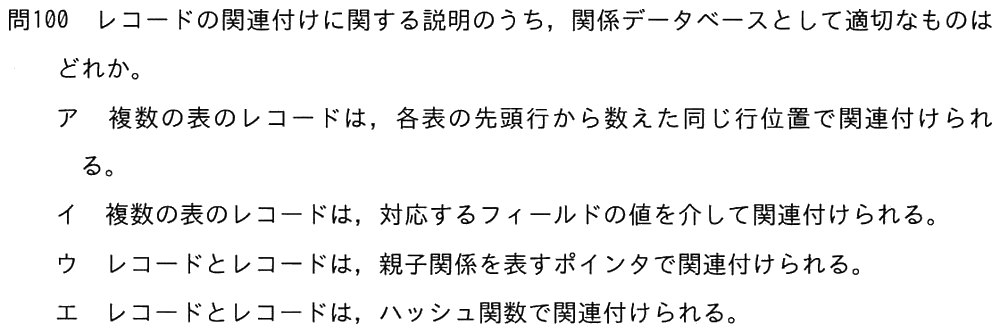 問100　レコードの関連付けに関する説明のうち，関係データベースとして適切なものは
どれか。
ア　複数の表のレコードは，各表の先頭行から数えた同じ行位置で関連付けられ
る。
イ　複数の表のレコードは，対応するフィールドの値を介して関連付けられる。
ウ　レコードとレコードは，親子関係を表すポインタで関連付けられる。
エ　レコードとレコードは，ハッシュ関数で関連付けられる。